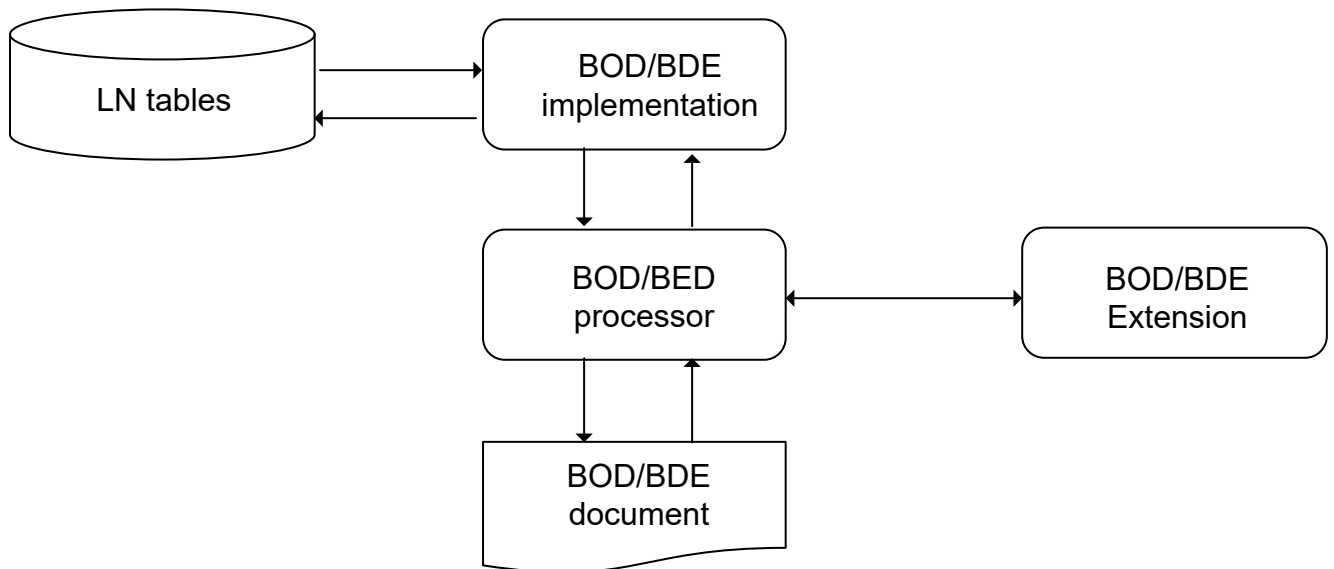 LN tables
BOD/BDE
implementation
BOD/BED
processor
BOD/BDE
Extension
BOD/BDE
document